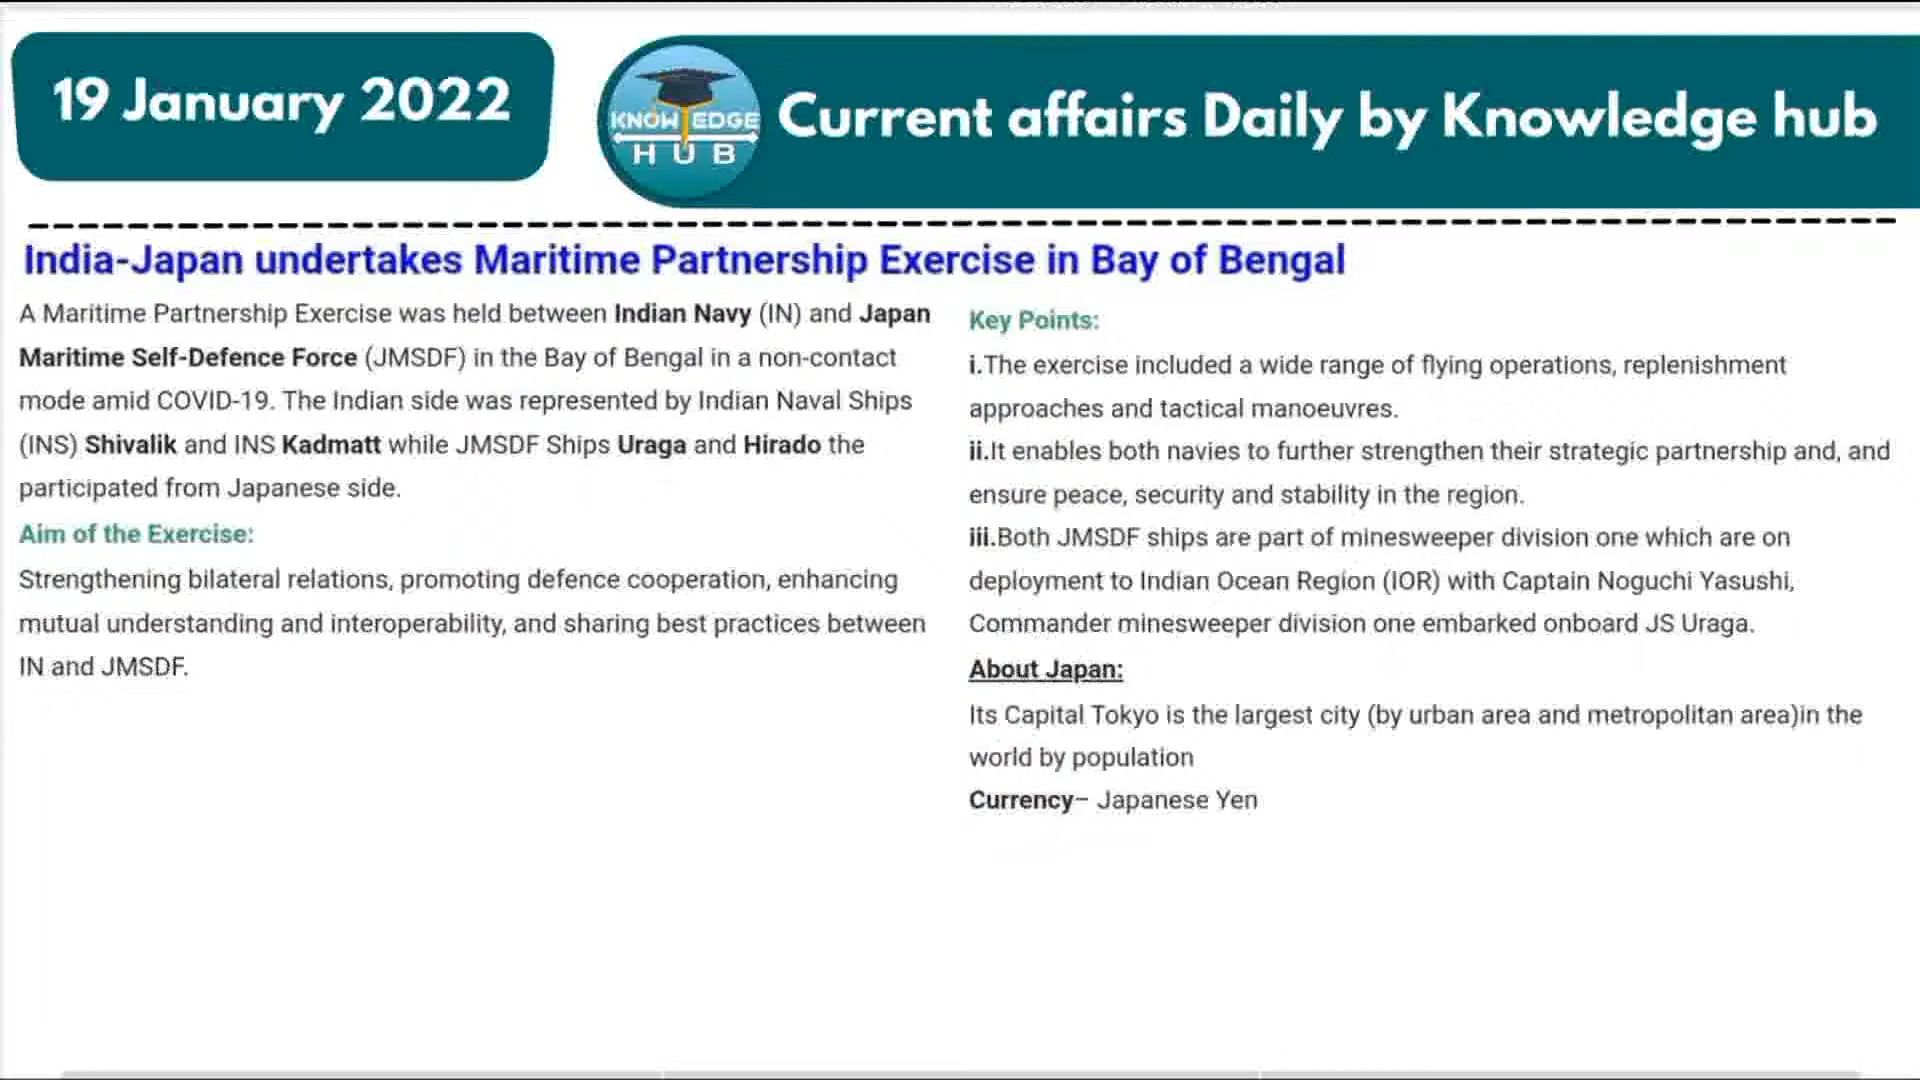 19 January 2022
KNOWLEDGE
HUB
Current affairs Daily by Knowledge hub
India-Japan undertakes Maritime Partnership Exercise in Bay of Bengal
A Maritime Partnership Exercise was held between Indian Navy (IN) and Japan
Maritime Self-Defence Force (JMSDF) in the Bay of Bengal in a non-contact
mode amid COVID-19. The Indian side was represented by Indian Naval Ships
(INS) Shivalik and INS Kadmatt while JMSDF Ships Uraga and Hirado the
participated from Japanese side.
Aim of the Exercise:
Strengthening bilateral relations, promoting defence cooperation, enhancing
mutual understanding and interoperability, and sharing best practices between
IN and JMSDF.
Key Points:
i.The exercise included a wide range of flying operations, replenishment
approaches and tactical manoeuvres.
ii.It enables both navies to further strengthen their strategic partnership and, and
ensure peace, security and stability in the region.
iii.Both JMSDF ships are part of minesweeper division one which are on
deployment to Indian Ocean Region (IOR) with Captain Noguchi Yasushi,
Commander minesweeper division one embarked onboard JS Uraga.
About Japan:
Its Capital Tokyo is the largest city (by urban area and metropolitan area)in the
world by population
Currency– Japanese Yen